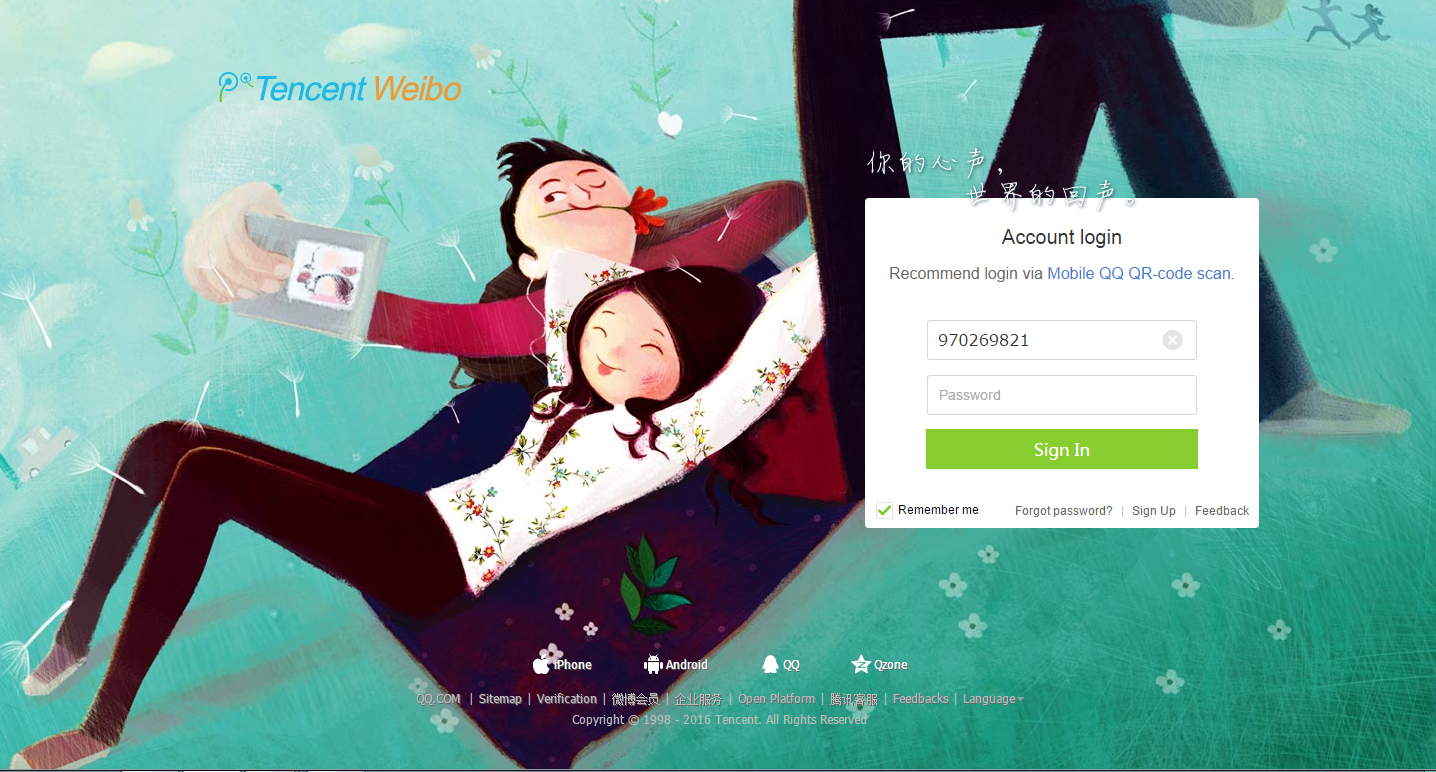 Tencent Weibo
你的心声，
世界的回声。
Account login
Recommend login via Mobile QQ QR-code scan.
970269821
Password
Sign In
Remember me Forgot password? | Sign Up | Feedback
iPhone Android QQ Qzone
QQ.COM | Sitemap | Verification | 微博会员 | 企业服务 | Open Platform | 腾讯客服 | Feedbacks | Language
Copyright © 1998 - 2016 Tencent. All Rights Reserved